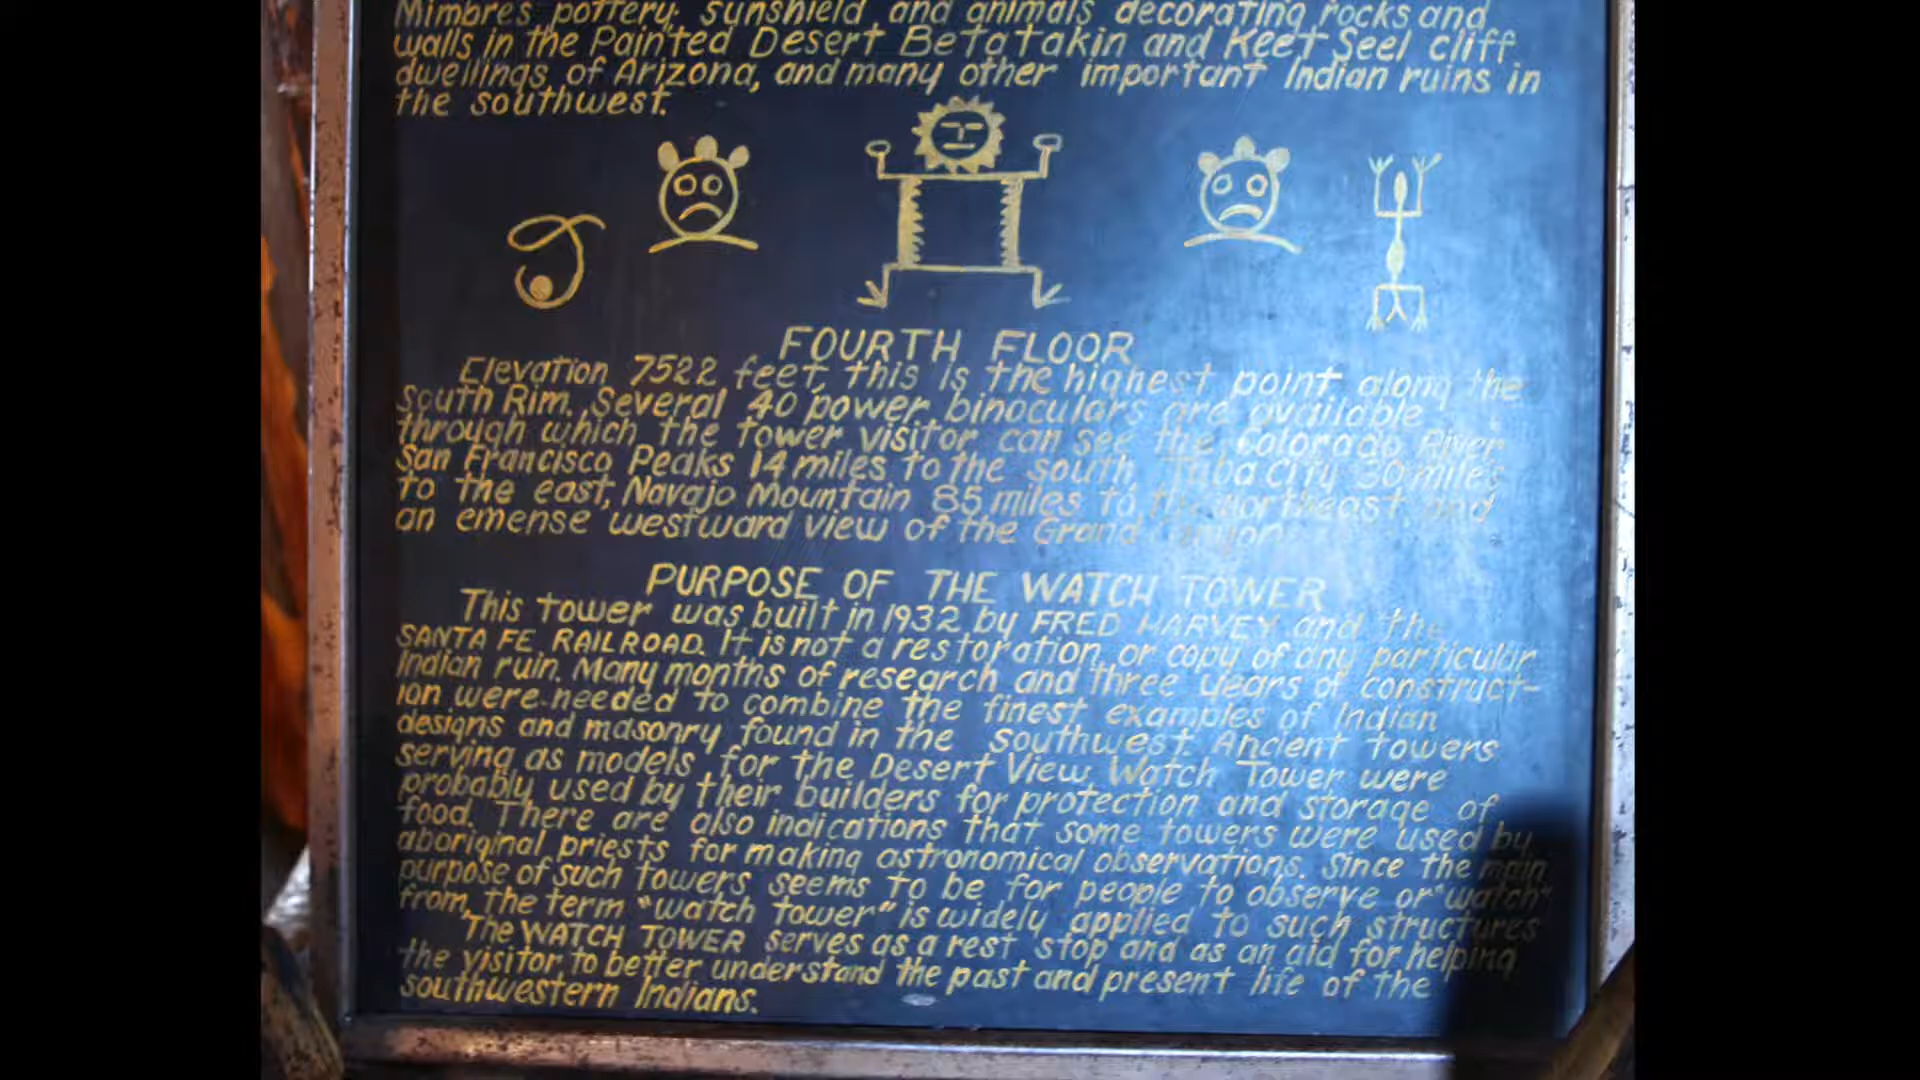 Mimbres pottery, sunshield, and animals decorating rocks and
walls in the Painted Desert Betatakin and Keet Seel cliff
dwellings of Arizona, and many other important Indian ruins in
the southwest.
FOURTH FLOOR
Elevation 7522 feet, this is the highest point along the
South Rim. Several 40 power binoculars are available
through which the tower visitor can see the Colorado River
San Francisco Peaks 14 miles to the south, Tuba City 30 miles
to the east, Navajo Mountain 85 miles to the northeast and
an emense westward view of the Grand Canyon
PURPOSE OF THE WATCH TOWER
This tower was built in 1932 by FRED HARVEY and the
SANTA FE RAILROAD. It is not a restoration or copy of any particular
Indian ruin. Many months of research and three years of construct-
ion were needed to combine the finest examples of Indian
designs and masonry found in the southwest. Ancient towers
serving as models for the Desert View Watch Tower were
probably used by their builders for protection and storage of
food. There are also indications that some towers were used by
aboriginal priests for making astronomical observations. Since the main
purpose of such towers seems to be for people to observe or "watch"
from, the term "watch tower" is widely applied to such structures
The WATCH TOWER serves as a rest stop and as an aid for helping
the visitor to better understand the past and present life of the
southwestern Indians.